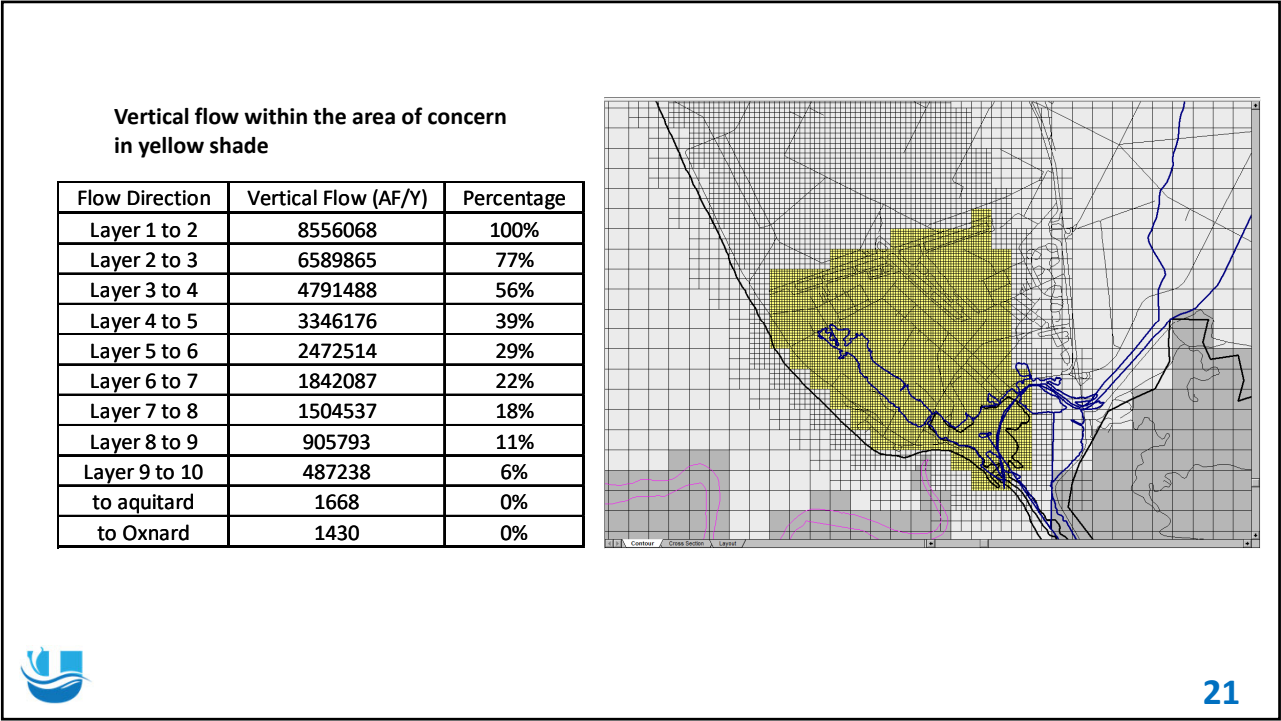 Vertical flow within the area of concern
in yellow shade
Flow Direction Vertical Flow (AF/Y) Percentage
Layer 1 to 2 8556068 100%
Layer 2 to 3 6589865 77%
Layer 3 to 4 4791488 56%
Layer 4 to 5 3346176 39%
Layer 5 to 6 2472514 29%
Layer 6 to 7 1842087 22%
Layer 7 to 8 1504537 18%
Layer 8 to 9 905793 11%
Layer 9 to 10 487238 6%
to aquitard 1668 0%
to Oxnard 1430 0%
Contour Cross Section Layout
21